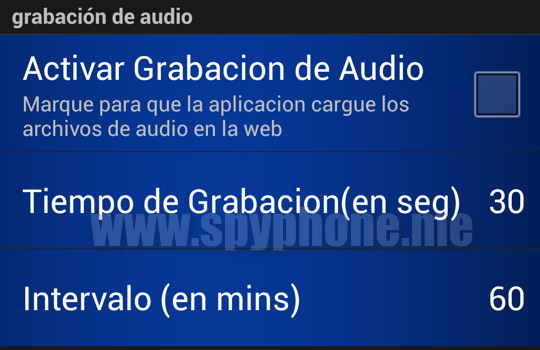 grabación de audio
Activar Grabacion de Audio
Marque para que la aplicacion cargue los
archivos de audio en la web
Tiempo de Grabacion(en seg) 30
www.spyphone.me
Intervalo (en mins) 60